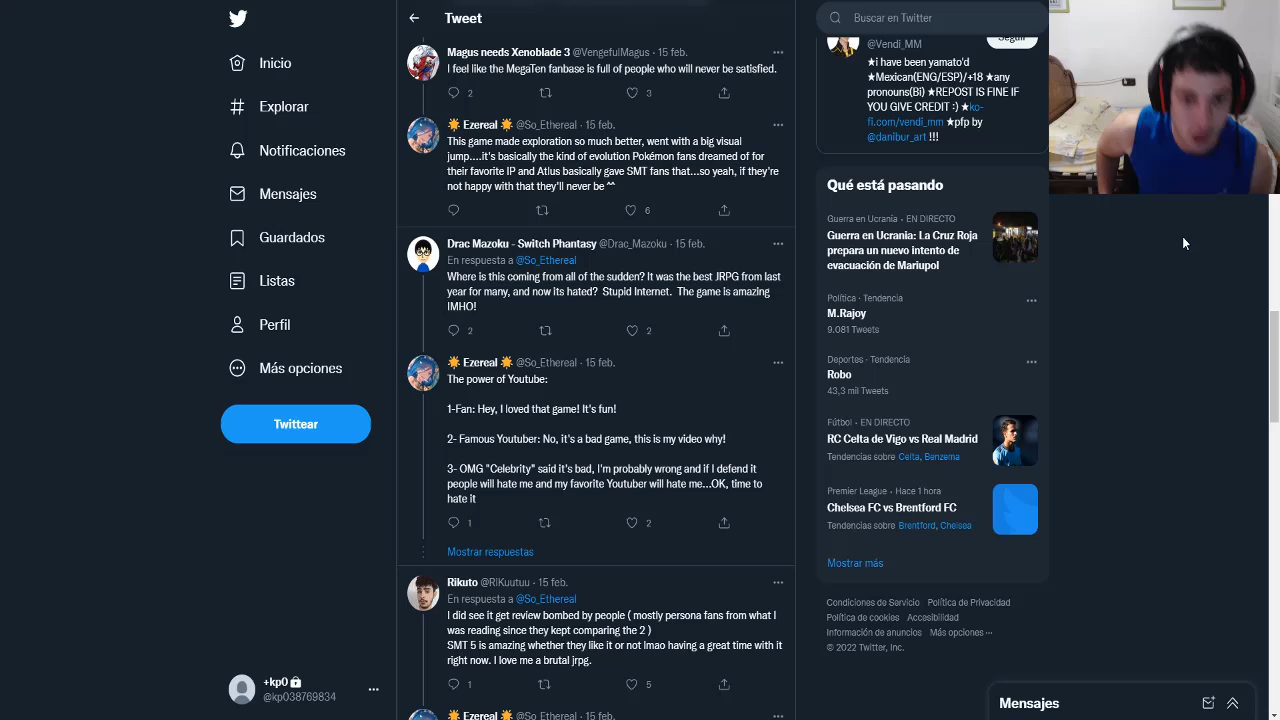 Inicio
Explorar
Notificaciones
Mensajes
Guardados
Listas
Perfil
Más opciones
Twittear
+kp0
@kp038769834
Tweet
Magus needs Xenoblade 3 @VengefulMagus · 15 feb.
I feel like the MegaTen fanbase is full of people who will never be satisfied.
2 3
Ezereal @So_Ethereal · 15 feb.
This game made exploration so much better, went with a big visual
jump....it's basically the kind of evolution Pokémon fans dreamed of for
their favorite IP and Atlus basically gave SMT fans that...so yeah, if they're
not happy with that they'll never be ^^
6
Drac Mazoku - Switch Phantasy @Drac_Mazoku · 15 feb.
En respuesta a @So_Ethereal
Where is this coming from all of the sudden? It was the best JRPG from last
year for many, and now its hated? Stupid Internet. The game is amazing
IMHO!
2 2
Ezereal @So_Ethereal · 15 feb.
The power of Youtube:
1-Fan: Hey, I loved that game! It's fun!
2- Famous Youtuber: No, it's a bad game, this is my video why!
3- OMG "Celebrity" said it's bad, I'm probably wrong and if I defend it
people will hate me and my favorite Youtuber will hate me...OK, time to
hate it
1 2
Mostrar respuestas
Rikuto @RiKuutuu · 15 feb.
En respuesta a @So_Ethereal
I did see it get review bombed by people ( mostly persona fans from what I
was reading since they kept comparing the 2 )
SMT 5 is amazing whether they like it or not lmao having a great time with it
right now. I love me a brutal jrpg.
1 5
Ezereal @So_Ethereal · 15 feb.
Buscar en Twitter
@Vendi_MM
Seguir
★i have been yamato'd
★Mexican(ENG/ESP)/+18 ★any
pronouns(Bi) ★REPOST IS FINE IF
YOU GIVE CREDIT :) ★ko-
fi.com/vendi_mm ★pfp by
@danibur_art !!!
Qué está pasando
Guerra en Ucrania · EN DIRECTO
Guerra en Ucrania: La Cruz Roja
prepara un nuevo intento de
evacuación de Mariupol
Política · Tendencia
M.Rajoy
9.081 Tweets
Deportes · Tendencia
Robo
43,3 mil Tweets
Fútbol · EN DIRECTO
RC Celta de Vigo vs Real Madrid
Tendencias sobre Celta, Benzema
Premier League · Hace 1 hora
Chelsea FC vs Brentford FC
Tendencias sobre Brentford, Chelsea
Mostrar más
Condiciones de Servicio Política de Privacidad
Política de cookies Accesibilidad
Información de anuncios Más opciones ···
© 2022 Twitter, Inc.
Mensajes